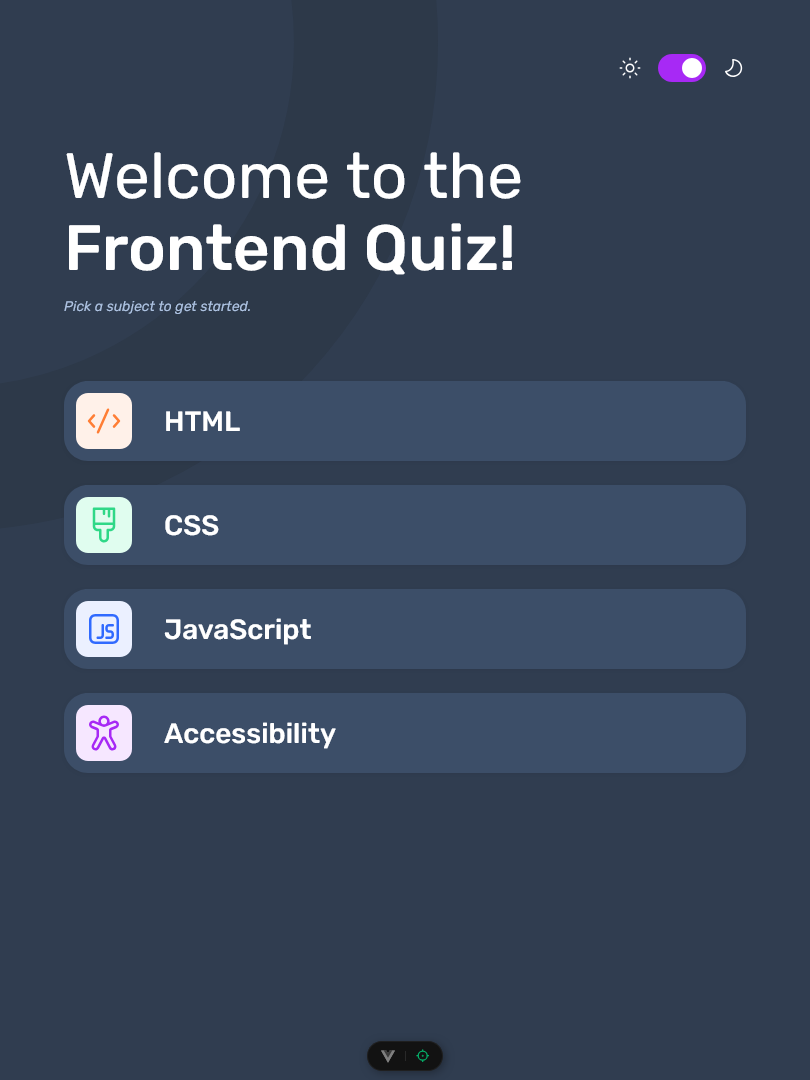 Welcome to the
Frontend Quiz!
Pick a subject to get started.
HTML
CSS
JS
JavaScript
Accessibility